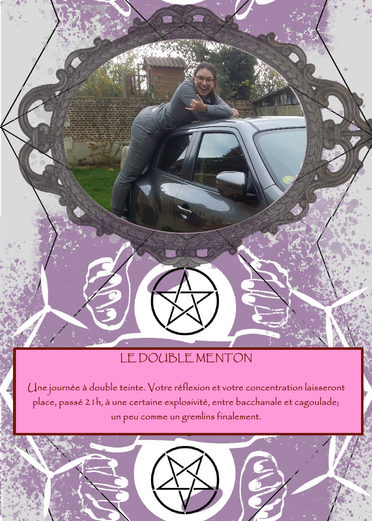 LE DOUBLE MENTON
Une journée à double teinte. Votre réflexion et votre concentration laisseront
place, passé 21h, à une certaine explosivité, entre bacchanale et cagoulade;
un peu comme un gremlins finalement.